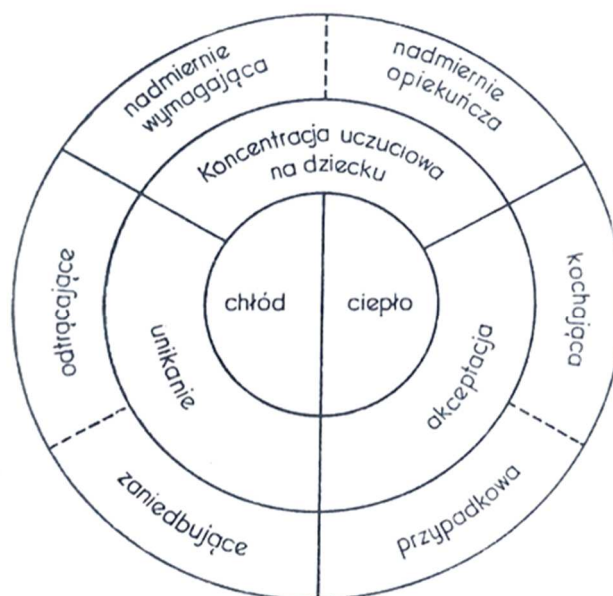 nadmiernie
wymagająca
nadmiernie
opiekuńcza
Koncentracja uczuciowa
na dziecku
odtrącające
unikanie
chłód
ciepło
akceptacja
kochająca
zaniedbujące
przypadkowa